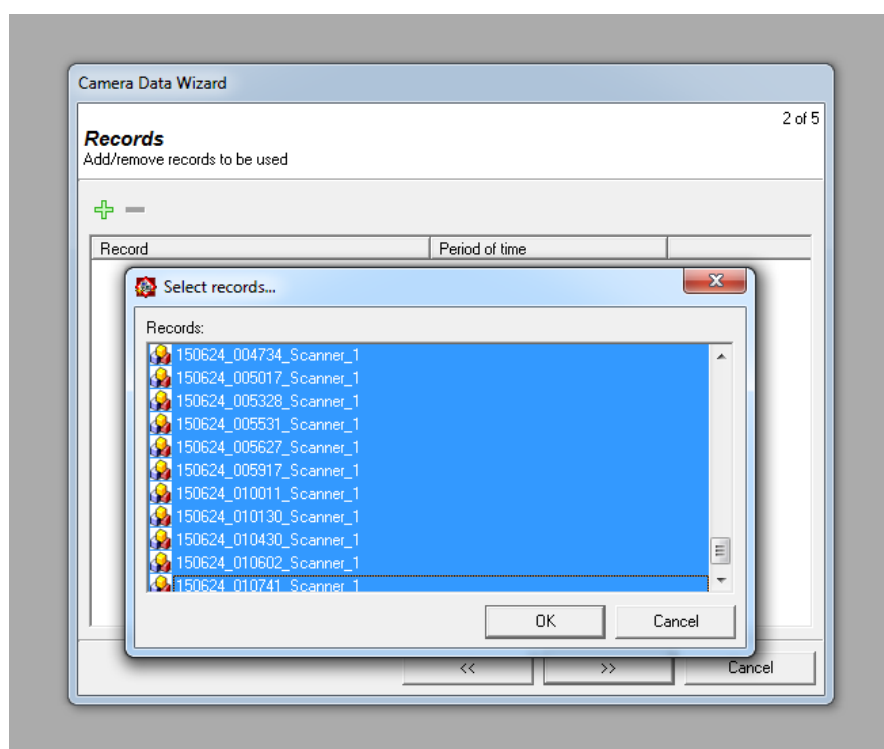 Camera Data Wizard
2 of 5
Records
Add/remove records to be used
Record Period of time
Select records...
Records:
150624_004734_Scanner_1
150624_005017_Scanner_1
150624_005328_Scanner_1
150624_005531_Scanner_1
150624_005627_Scanner_1
150624_005917_Scanner_1
150624_010011_Scanner_1
150624_010130_Scanner_1
150624_010430_Scanner_1
150624_010602_Scanner_1
150624_010741_Scanner_1
OK Cancel
<< >> Cancel